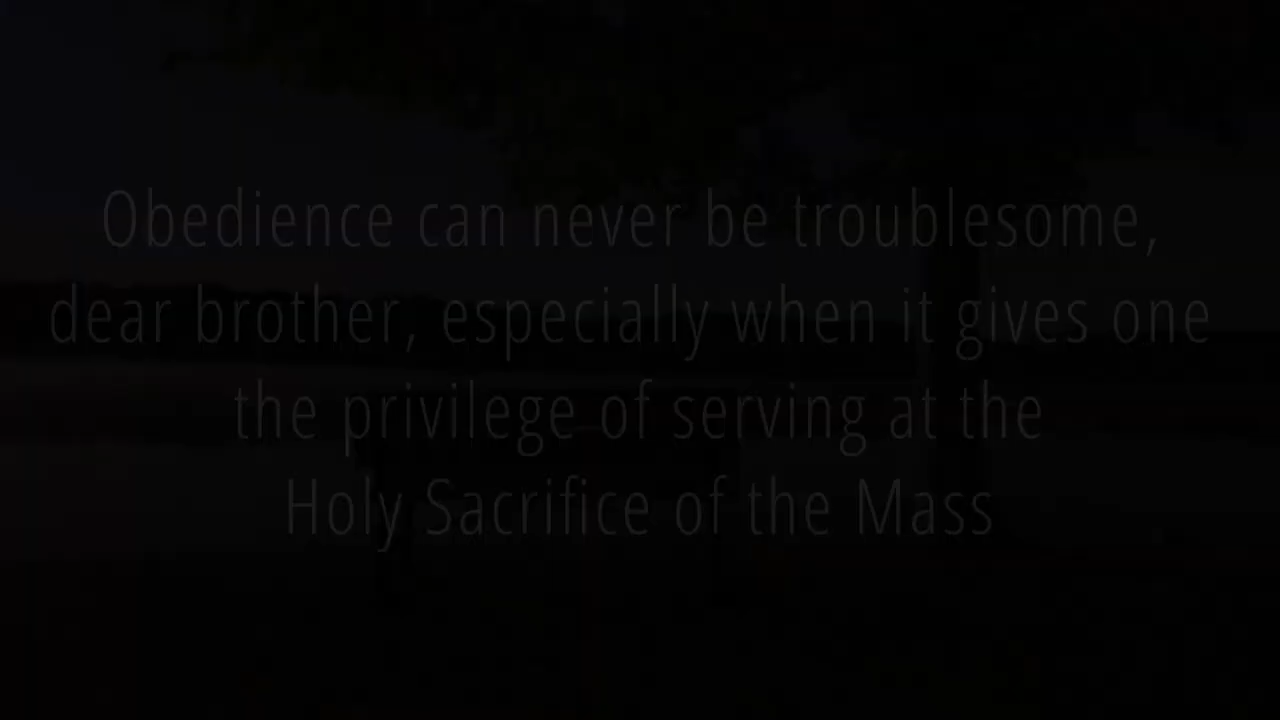 Obedience can never be troublesome,
dear brother, especially when it gives one
the privilege of serving at the
Holy Sacrifice of the Mass